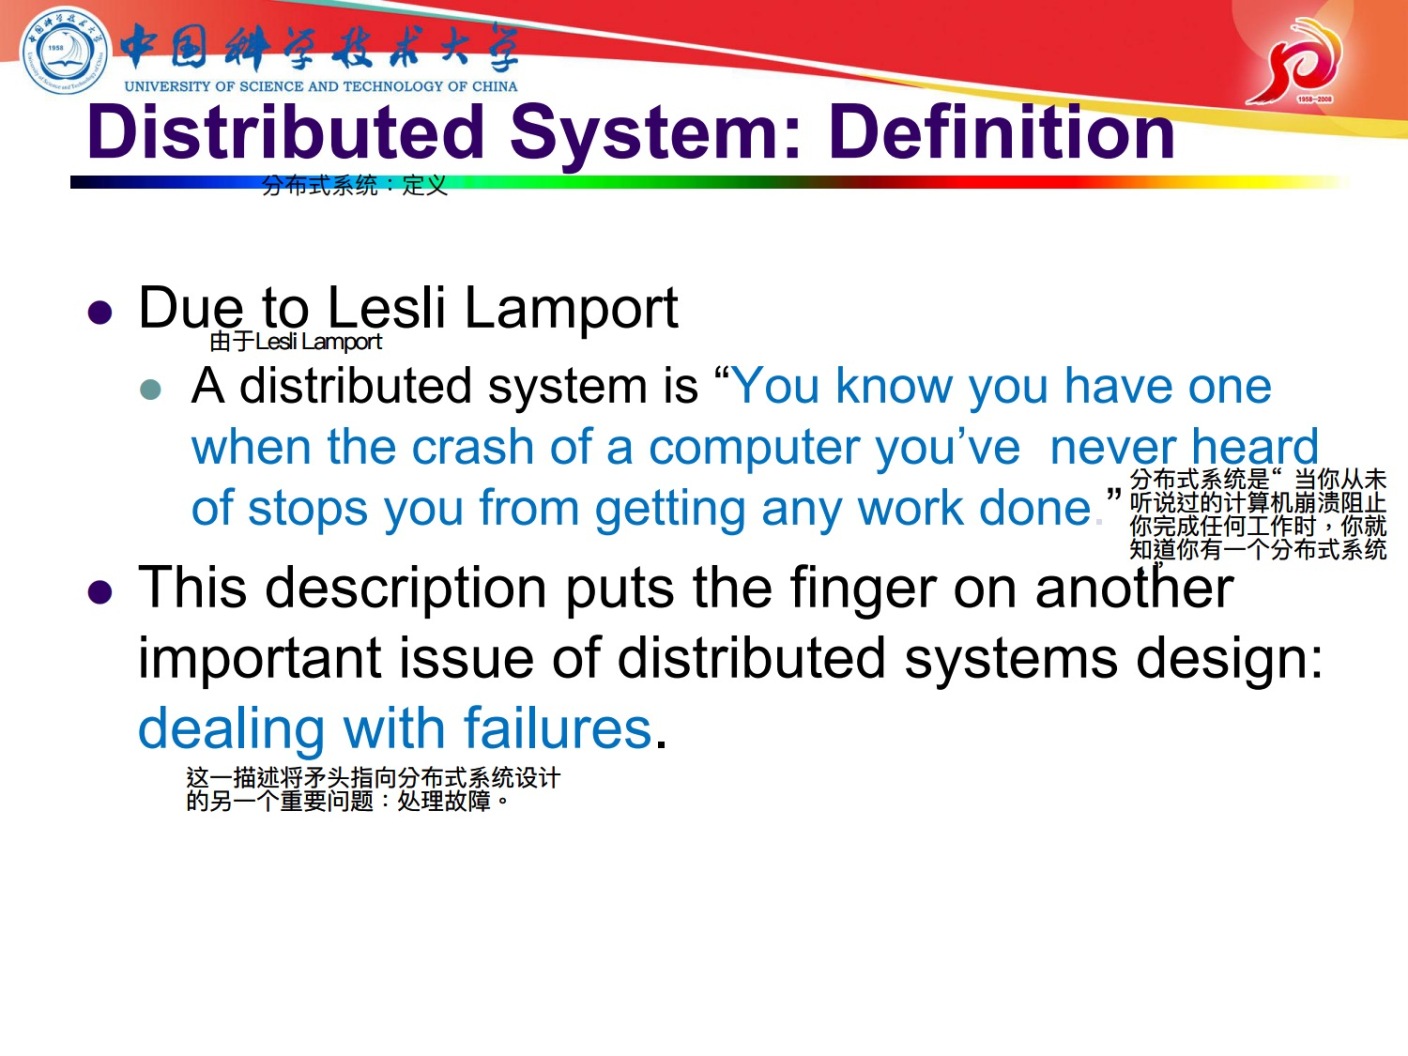 中国科学技术大学
UNIVERSITY OF SCIENCE AND TECHNOLOGY OF CHINA
1958
1958—2008
Distributed System: Definition
分布式系统：定义
Due to Lesli Lamport
由于Lesli Lamport
A distributed system is “You know you have one
when the crash of a computer you’ve never heard
of stops you from getting any work done.”
分布式系统是“ 当你从未
听说过的计算机崩溃阻止
你完成任何工作时，你就
知道你有一个分布式系统
。”
This description puts the finger on another
important issue of distributed systems design:
dealing with failures.
这一描述将矛头指向分布式系统设计
的另一个重要问题：处理故障。